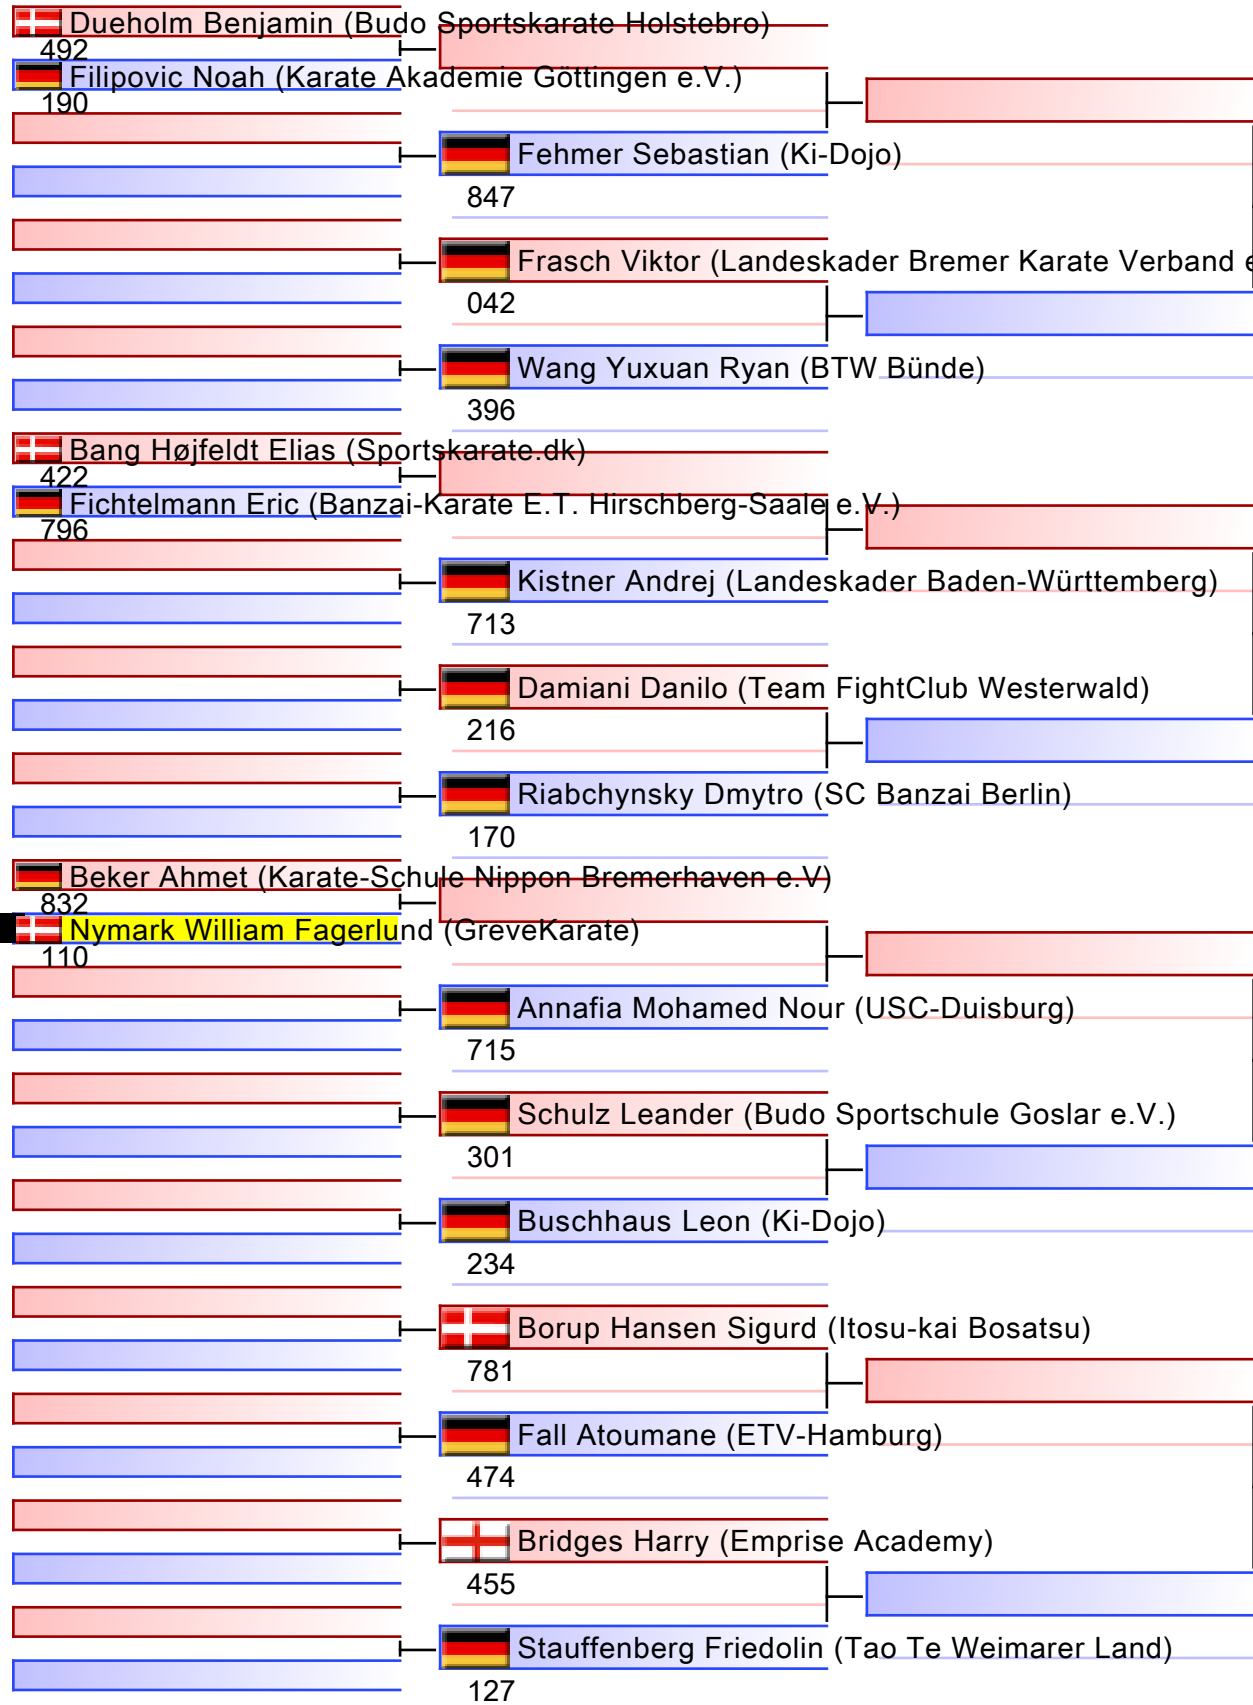 Dueholm Benjamin (Budo Sportskarate Holstebro)
492
Filipovic Noah (Karate Akademie Göttingen e.V.)
190
Fehmer Sebastian (Ki-Dojo)
847
Frasch Viktor (Landeskader Bremer Karate Verband e
042
Wang Yuxuan Ryan (BTW Bünde)
396
Bang Højfeldt Elias (Sportskarate.dk)
422
Fichtelmann Eric (Banzai-Karate E.T. Hirschberg-Saale e.V.)
796
Kistner Andrej (Landeskader Baden-Württemberg)
713
Damiani Danilo (Team FightClub Westerwald)
216
Riabchynsky Dmytro (SC Banzai Berlin)
170
Beker Ahmet (Karate-Schule Nippon Bremerhaven e.V)
832
Nymark William Fagerlund (GreveKarate)
110
Annafia Mohamed Nour (USC-Duisburg)
715
Schulz Leander (Budo Sportschule Goslar e.V.)
301
Buschhaus Leon (Ki-Dojo)
234
Borup Hansen Sigurd (Itosu-kai Bosatsu)
781
Fall Atoumane (ETV-Hamburg)
474
Bridges Harry (Emprise Academy)
455
Stauffenberg Friedolin (Tao Te Weimarer Land)
127